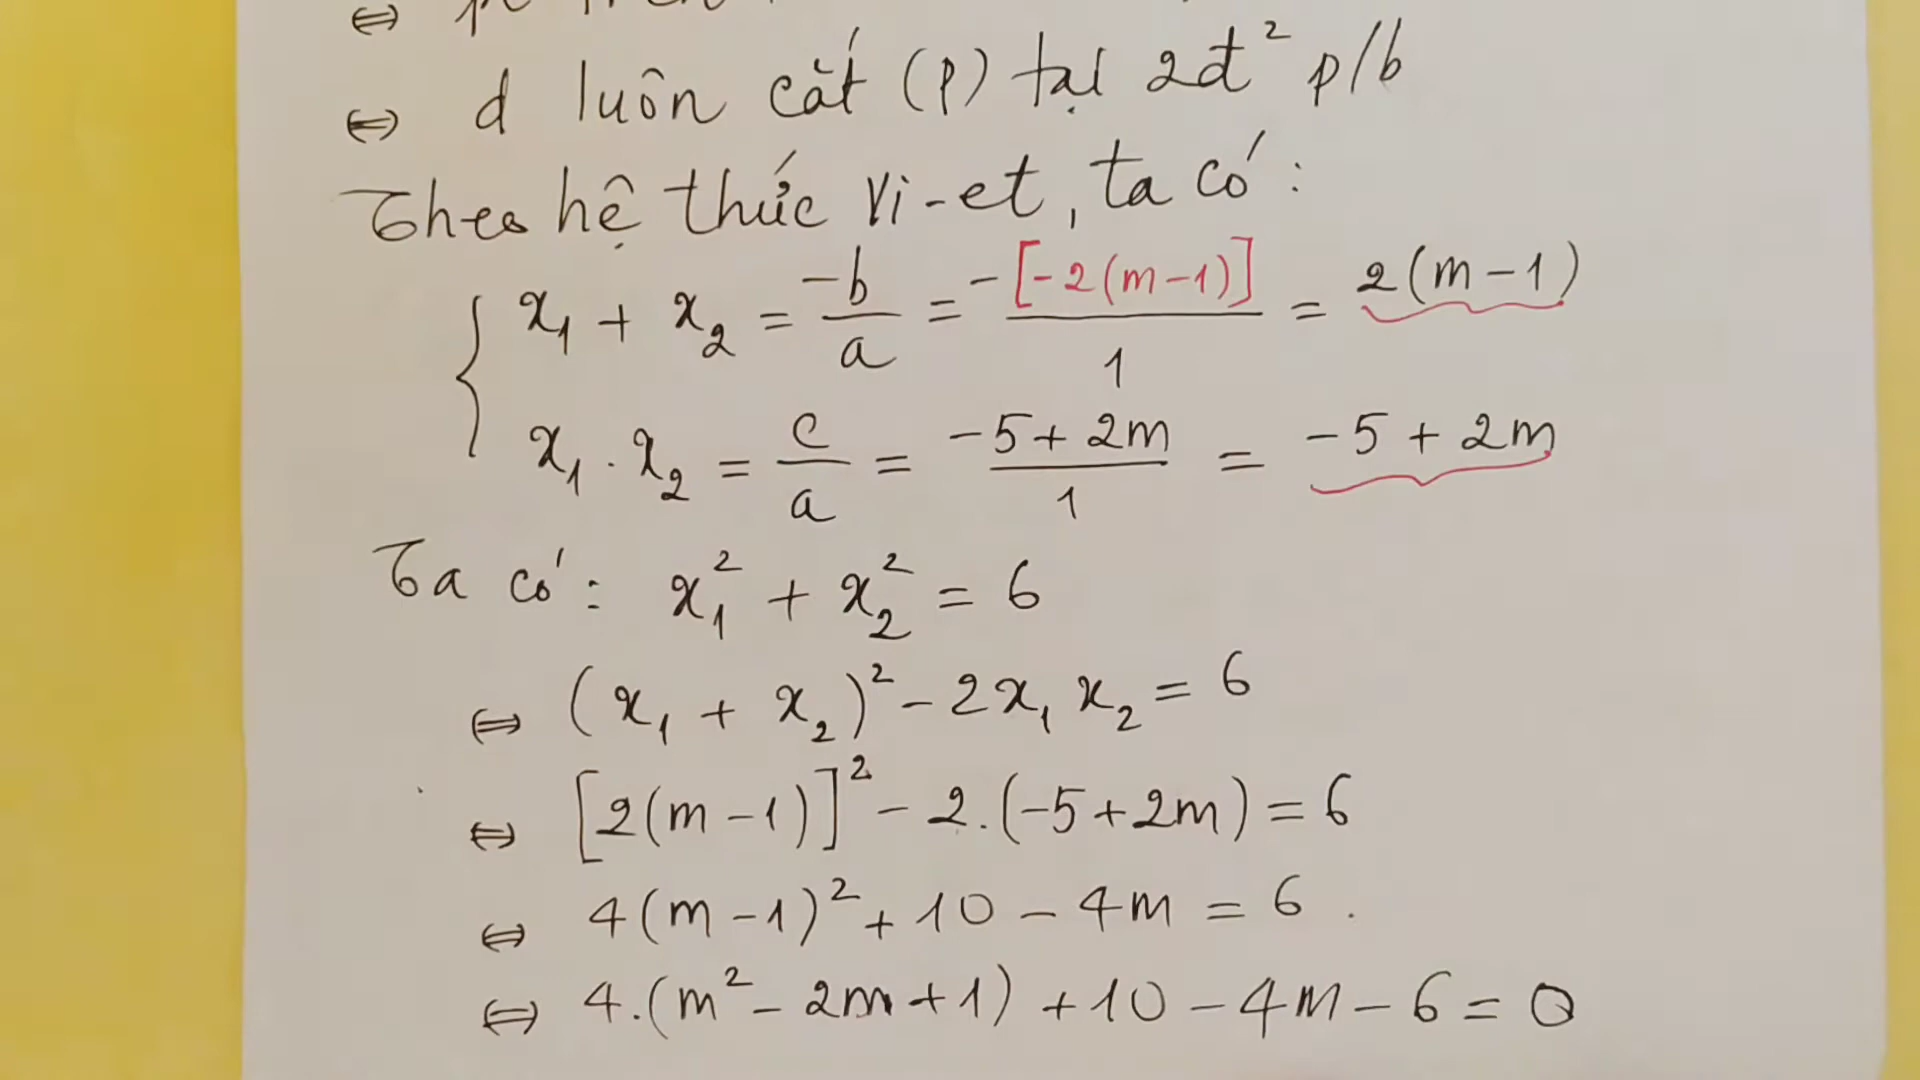 ⇔
⇔ d luôn cắt (P) tại 2đ² p/b
Theo hệ thức Vi-et, ta có:
{ x₁ + x₂ = -b/a = -[-2(m-1)]/1 = 2(m-1)
x₁ . x₂ = c/a = -5+2m/1 = -5 + 2m
Ta có: x₁² + x₂² = 6
⇔ (x₁ + x₂)² - 2x₁ x₂ = 6
⇔ [2(m-1)]² - 2.(-5+2m) = 6
⇔ 4(m-1)² + 10 - 4m = 6.
⇔ 4.(m² - 2m + 1) + 10 - 4m - 6 = 0